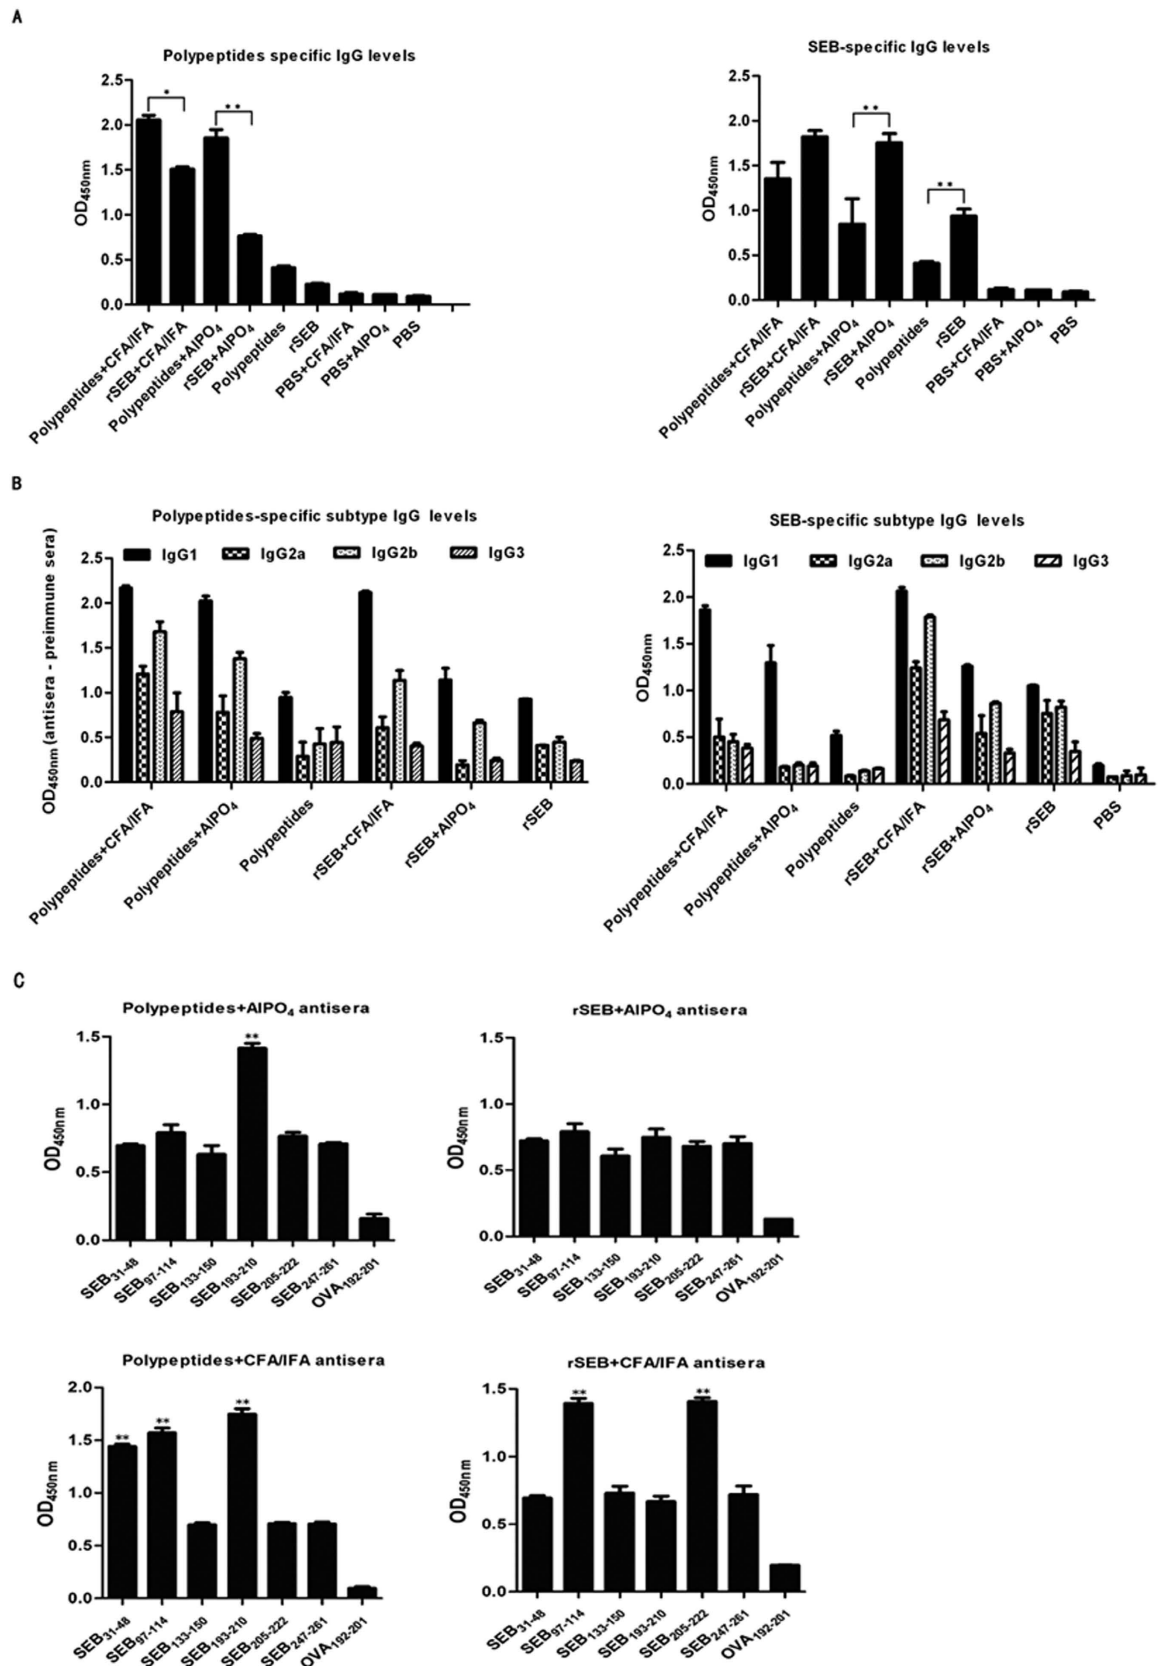 A
Polypeptides specific IgG levels
OD450nm
2.5
2.0
1.5
1.0
0.5
0.0
*
**
Polypeptides+CFA/IFA
rSEB+CFA/IFA
Polypeptides+AlPO4
rSEB+AlPO4
Polypeptides
rSEB
PBS+CFA/IFA
PBS+AlPO4
PBS
SEB-specific IgG levels
OD450nm
2.5
2.0
1.5
1.0
0.5
0.0
**
**
Polypeptides+CFA/IFA
rSEB+CFA/IFA
Polypeptides+AlPO4
rSEB+AlPO4
Polypeptides
rSEB
PBS+CFA/IFA
PBS+AlPO4
PBS
B
Polypeptides-specific subtype IgG levels
OD450nm (antisera - preimmune sera)
IgG1 IgG2a IgG2b IgG3
2.5
2.0
1.5
1.0
0.5
0.0
Polypeptides+CFA/IFA
Polypeptides+AlPO4
Polypeptides
rSEB+CFA/IFA
rSEB+AlPO4
rSEB
SEB-specific subtype IgG levels
OD450nm
IgG1 IgG2a IgG2b IgG3
2.5
2.0
1.5
1.0
0.5
0.0
Polypeptides+CFA/IFA
Polypeptides+AlPO4
Polypeptides
rSEB+CFA/IFA
rSEB+AlPO4
rSEB
PBS
C
Polypeptides+AlPO4 antisera
OD450nm
1.5
1.0
0.5
0.0
**
SEB31-48
SEB97-114
SEB133-150
SEB193-210
SEB205-222
SEB247-261
OVA192-201
rSEB+AlPO4 antisera
OD450nm
1.5
1.0
0.5
0.0
SEB31-48
SEB97-114
SEB133-150
SEB193-210
SEB205-222
SEB247-261
OVA192-201
Polypeptides+CFA/IFA antisera
OD450nm
2.0
1.5
1.0
0.5
0.0
**
**
**
SEB31-48
SEB97-114
SEB133-150
SEB193-210
SEB205-222
SEB247-261
OVA192-201
rSEB+CFA/IFA antisera
OD450nm
1.5
1.0
0.5
0.0
**
**
SEB31-48
SEB97-114
SEB133-150
SEB193-210
SEB205-222
SEB247-261
OVA192-201